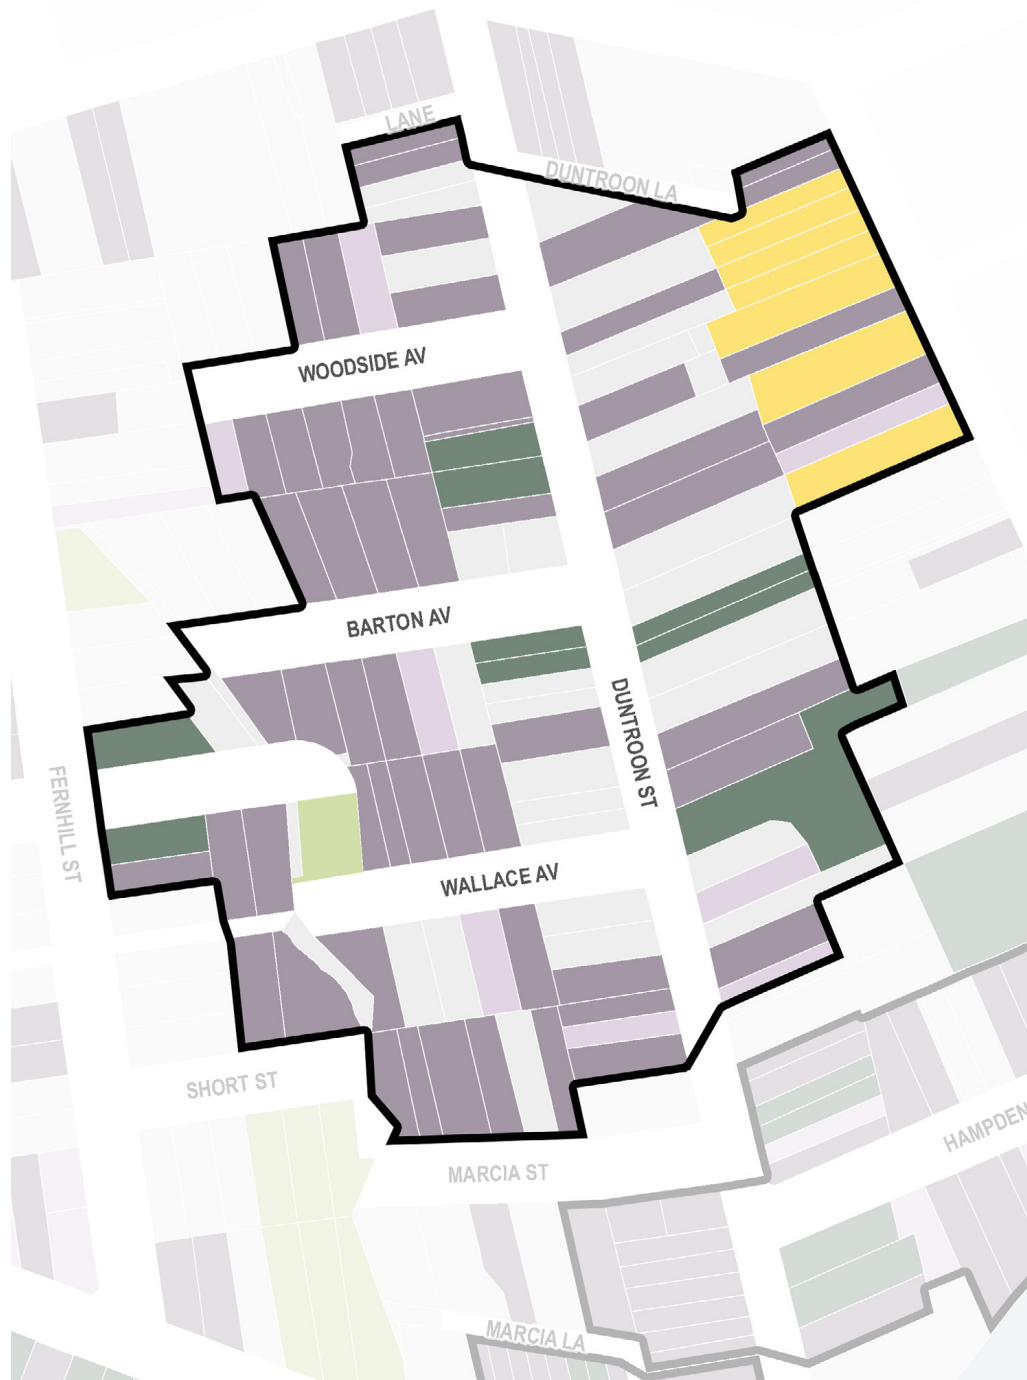 LANE
DUNTROON LA
WOODSIDE AV
BARTON AV
DUNTROON ST
FERNHILL ST
WALLACE AV
SHORT ST
HAMPDEN
MARCIA ST
MARCIA LA